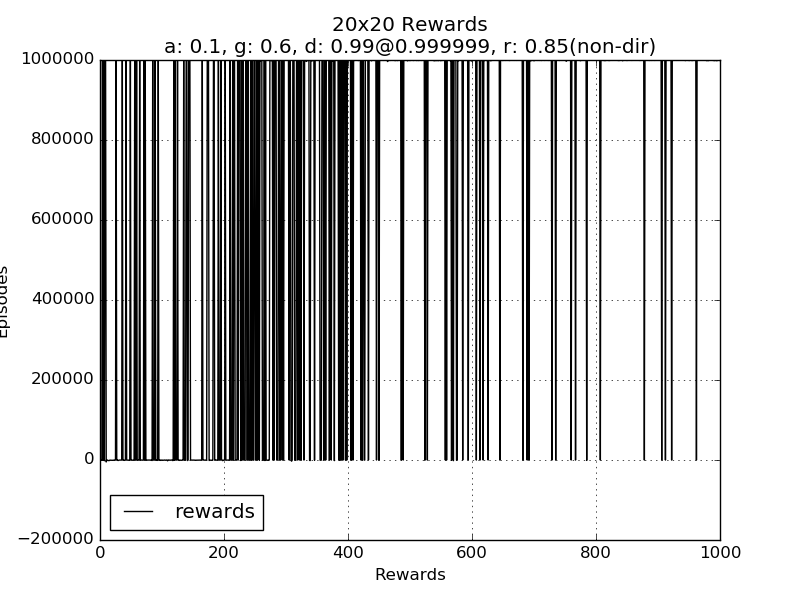 20x20 Rewards
a: 0.1, g: 0.6, d: 0.99@0.999999, r: 0.85(non-dir)
1000000
800000
600000
400000
200000
0
−200000
Episodes
rewards
0 200 400 600 800 1000
Rewards